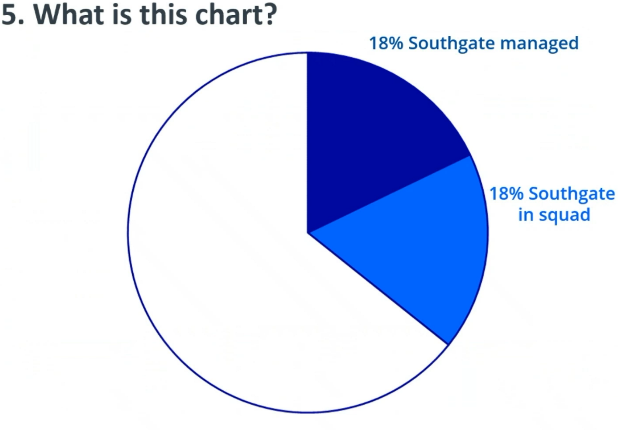 5. What is this chart?
18% Southgate managed
18% Southgate
in squad